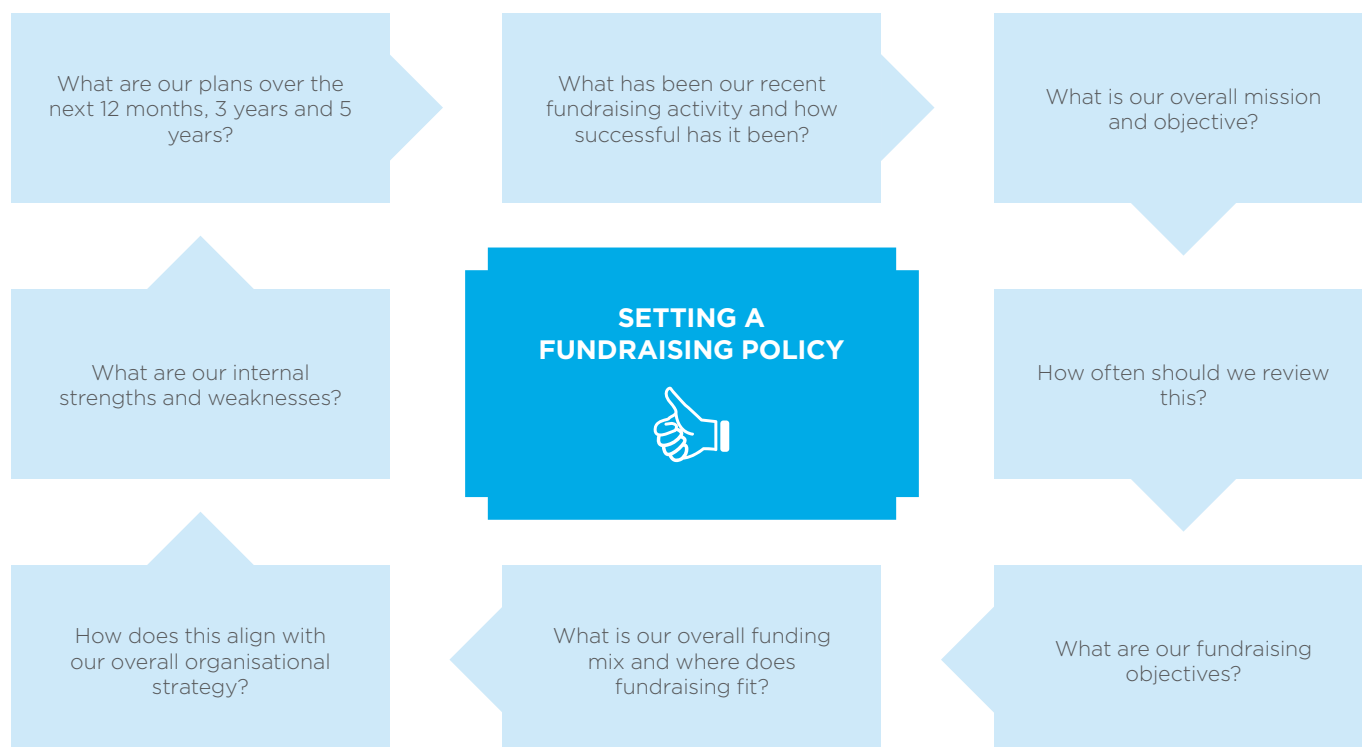 What are our plans over the
next 12 months, 3 years and 5
years?
What has been our recent
fundraising activity and how
successful has it been?
What is our overall mission
and objective?
What are our internal
strengths and weaknesses?
SETTING A
FUNDRAISING POLICY
How often should we review
this?
How does this align with
our overall organisational
strategy?
What is our overall funding
mix and where does
fundraising fit?
What are our fundraising
objectives?